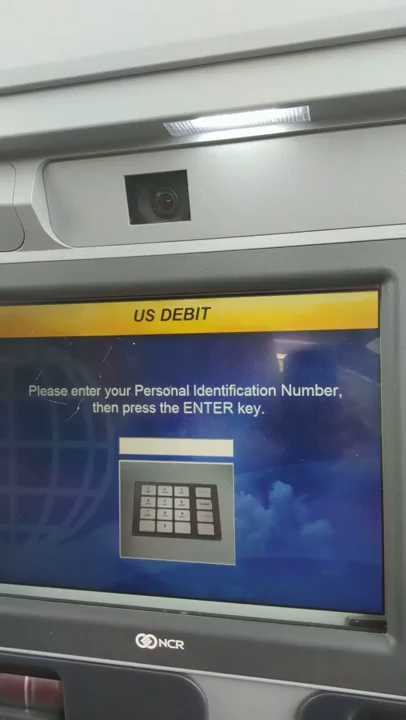 US DEBIT
Please enter your Personal Identification Number,
then press the ENTER key.
NCR